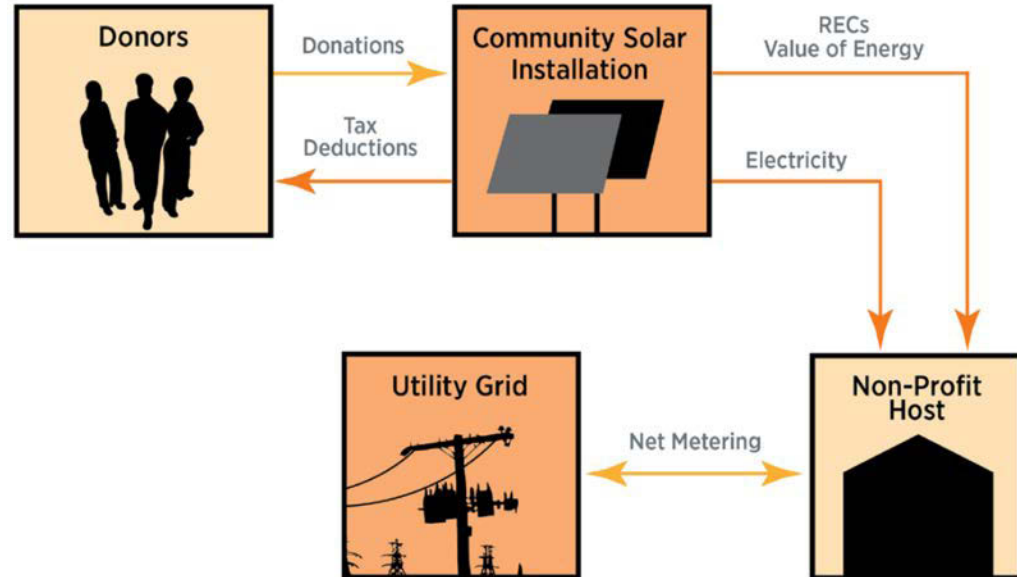 Donors
Donations
Tax
Deductions
Community Solar
Installation
RECs
Value of Energy
Electricity
Utility Grid
Net Metering
Non-Profit
Host